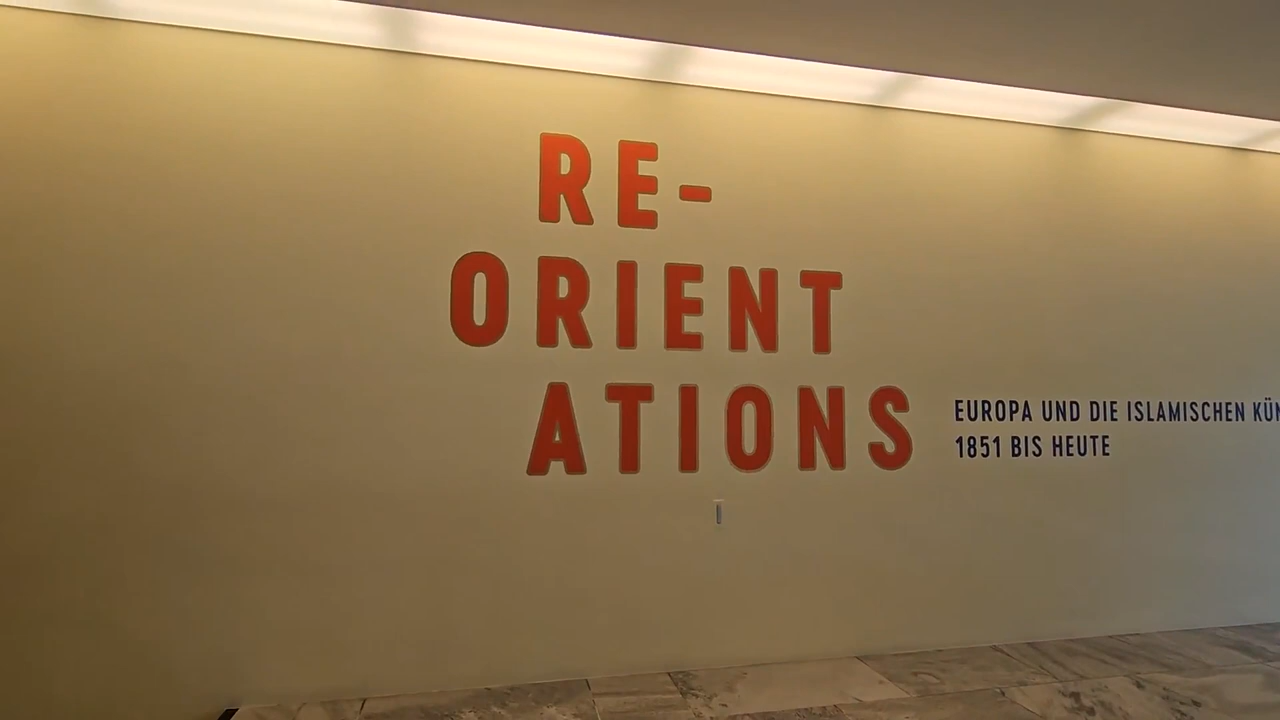 RE-
ORIENT
ATIONS
EUROPA UND DIE ISLAMISCHEN
1851 BIS HEUTE